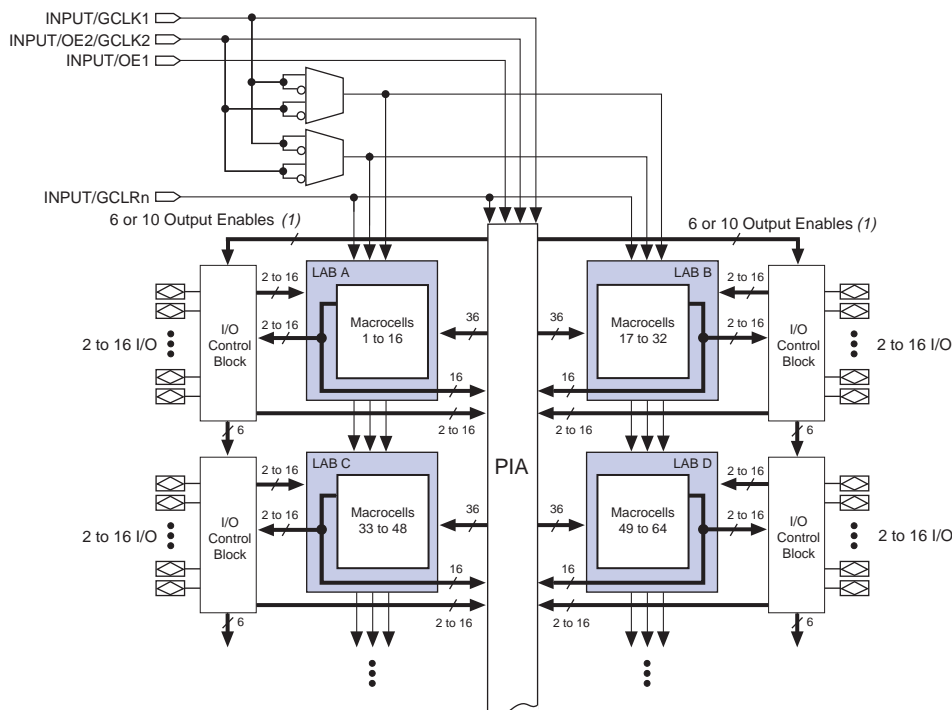 INPUT/GCLK1
INPUT/OE2/GCLK2
INPUT/OE1
INPUT/GCLRn
6 or 10 Output Enables (1)
6 or 10 Output Enables (1)
LAB A
LAB B
2 to 16
2 to 16
I/O
Control
Block
Macrocells
1 to 16
2 to 16
36
36
Macrocells
17 to 32
2 to 16
I/O
Control
Block
2 to 16 I/O
2 to 16 I/O
16
16
2 to 16
2 to 16
6
6
PIA
LAB C
LAB D
2 to 16
2 to 16
I/O
Control
Block
Macrocells
33 to 48
2 to 16
36
36
Macrocells
49 to 64
2 to 16
I/O
Control
Block
2 to 16 I/O
2 to 16 I/O
16
16
2 to 16
2 to 16
6
6